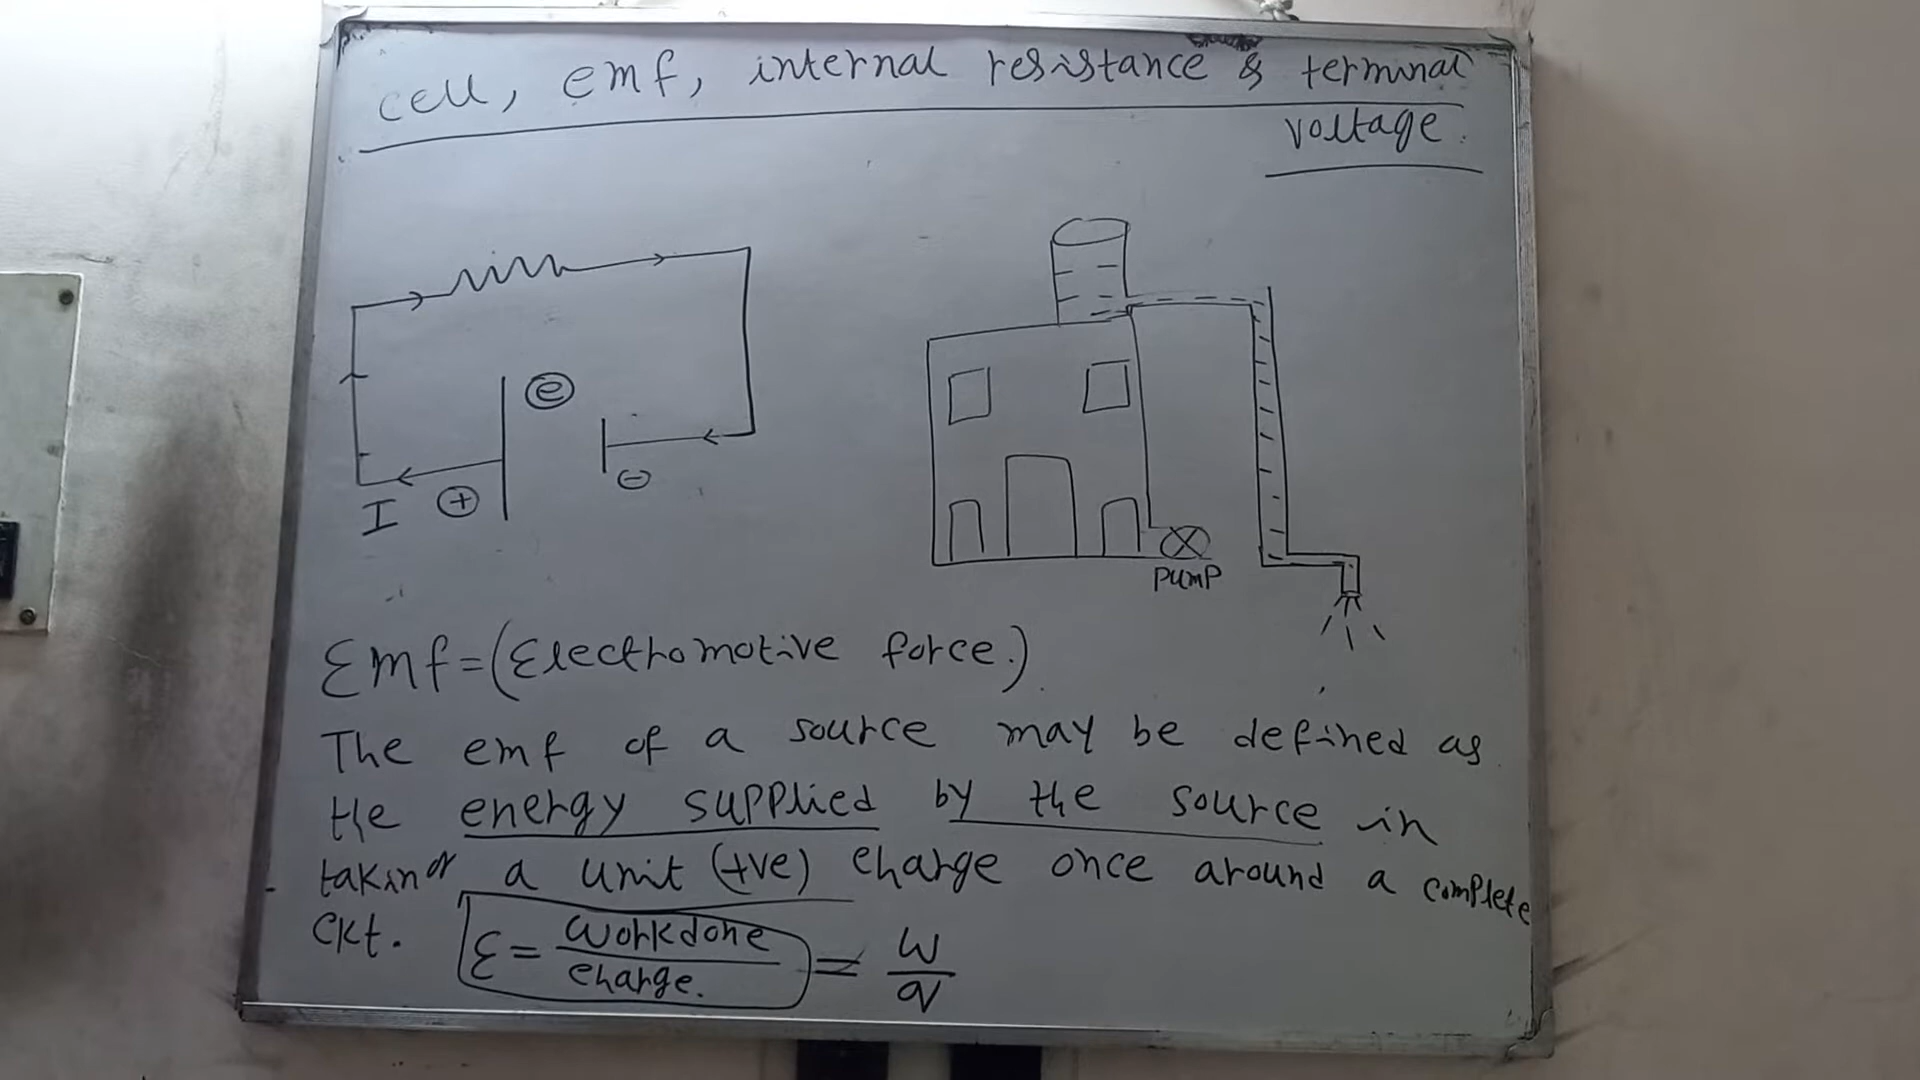 cell, emf, internal resistance & terminal
voltage.
e
+
-
I
PUMP
Emf=(Electromotive force.)
The emf of a source may be defined as
the energy supplied by the source in
taking a unit (+ve) charge once around a complete
ckt. ε = workdone / charge. = W / q